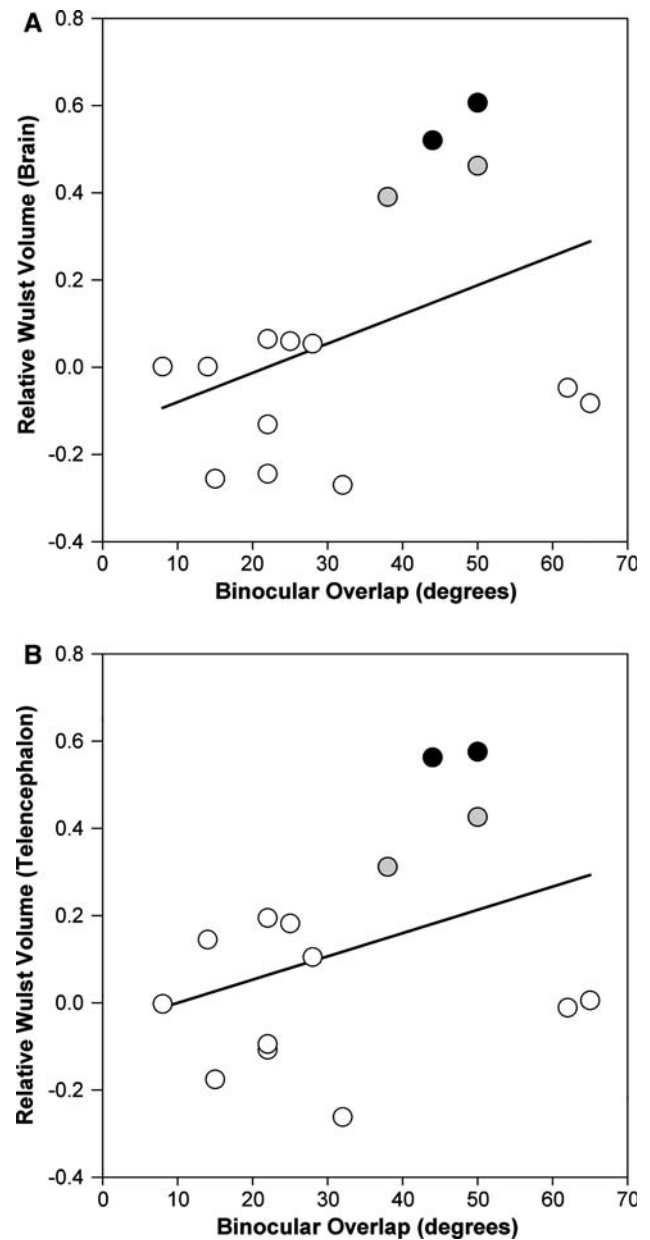 A
Relative Wulst Volume (Brain)
0.8
0.6
0.4
0.2
0.0
-0.2
-0.4
0 10 20 30 40 50 60 70
Binocular Overlap (degrees)
B
Relative Wulst Volume (Telencephalon)
0.8
0.6
0.4
0.2
0.0
-0.2
-0.4
0 10 20 30 40 50 60 70
Binocular Overlap (degrees)